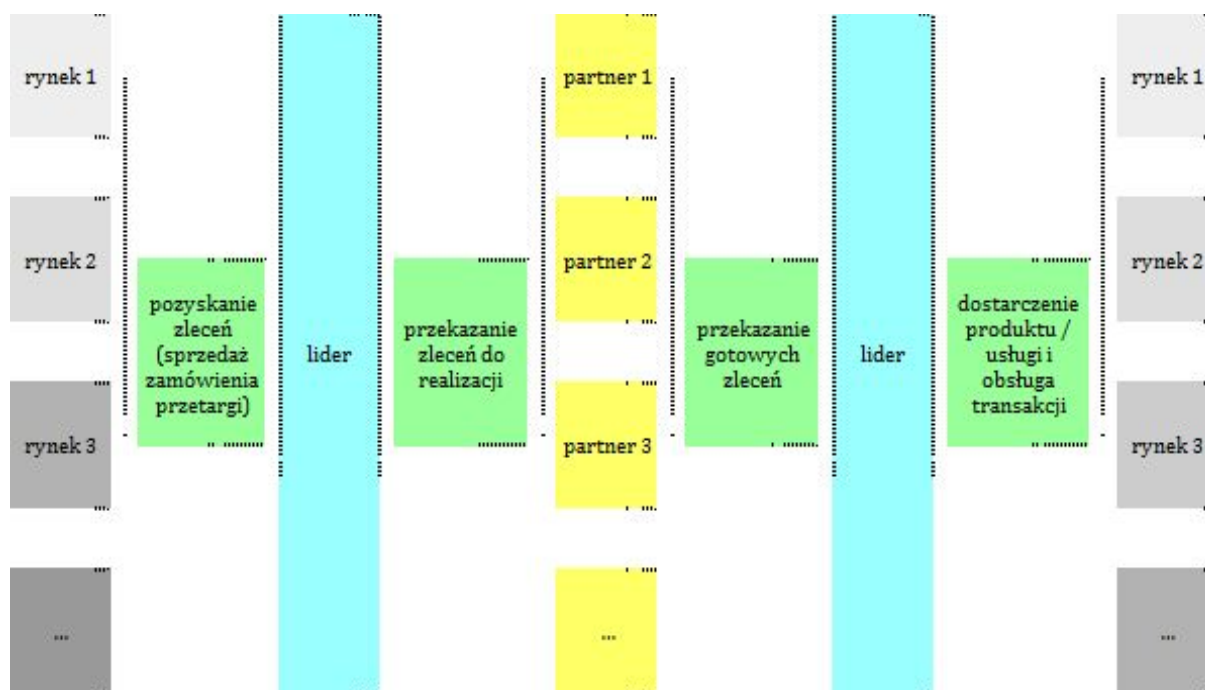 rynek 1
rynek 2
rynek 3
...
pozyskanie
zleceń
(sprzedaż
zamówienia
przetargi)
lider
przekazanie
zleceń do
realizacji
partner 1
partner 2
partner 3
...
przekazanie
gotowych
zleceń
lider
dostarczenie
produktu /
usługi i
obsługa
transakcji
rynek 1
rynek 2
rynek 3
...